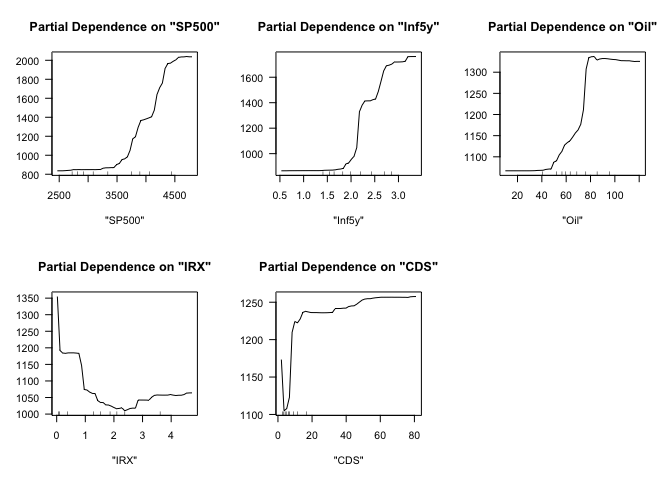 Partial Dependence on "SP500"
2000
1800
1600
1400
1200
1000
800
2500 3500 4500
"SP500"
Partial Dependence on "Inf5y"
1600
1400
1200
1000
0.5 1.0 1.5 2.0 2.5 3.0
"Inf5y"
Partial Dependence on "Oil"
1300
1250
1200
1150
1100
20 40 60 80 100
"Oil"
Partial Dependence on "IRX"
1350
1300
1250
1200
1150
1100
1050
1000
0 1 2 3 4
"IRX"
Partial Dependence on "CDS"
1250
1200
1150
1100
0 20 40 60 80
"CDS"